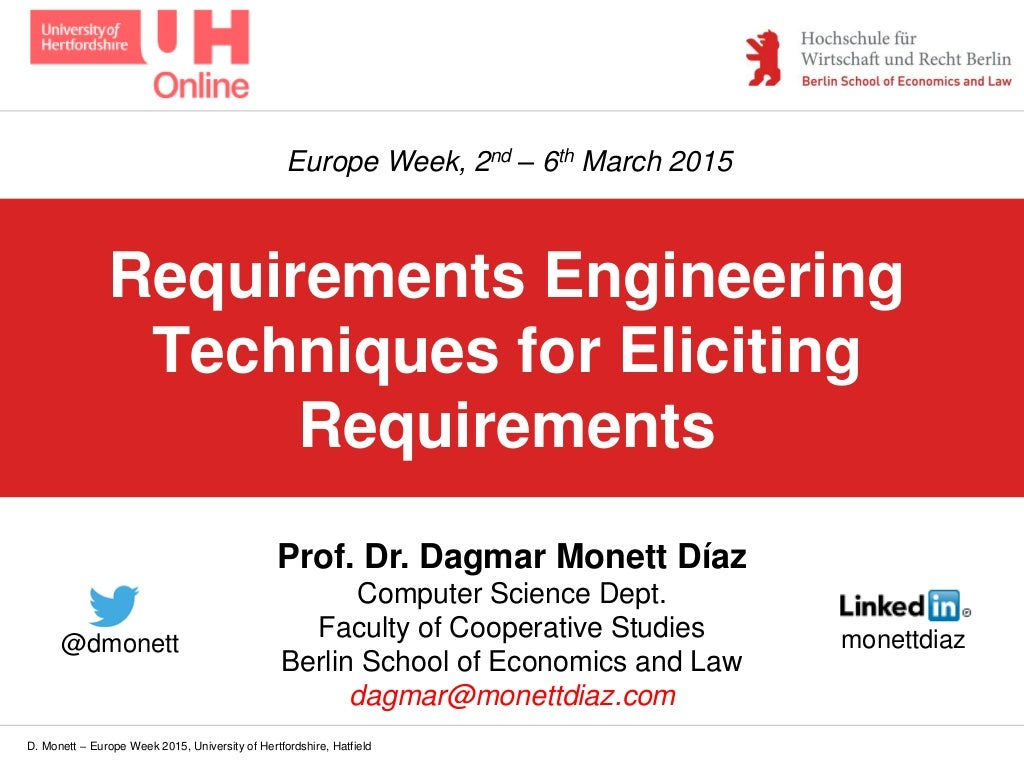 University of
Hertfordshire
UH
Online
Hochschule für
Wirtschaft und Recht Berlin
Berlin School of Economics and Law
Europe Week, 2nd – 6th March 2015
Requirements Engineering
Techniques for Eliciting
Requirements
Prof. Dr. Dagmar Monett Díaz
Computer Science Dept.
Faculty of Cooperative Studies
Berlin School of Economics and Law
dagmar@monettdiaz.com
@dmonett
Linked in ®
monettdiaz
D. Monett – Europe Week 2015, University of Hertfordshire, Hatfield